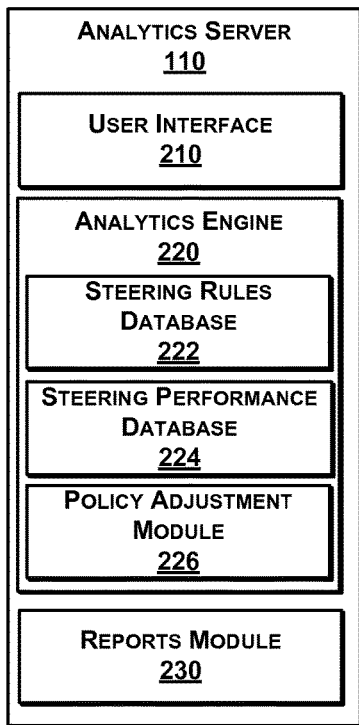 ANALYTICS SERVER
110
USER INTERFACE
210
ANALYTICS ENGINE
220
STEERING RULES
DATABASE
222
STEERING PERFORMANCE
DATABASE
224
POLICY ADJUSTMENT
MODULE
226
REPORTS MODULE
230